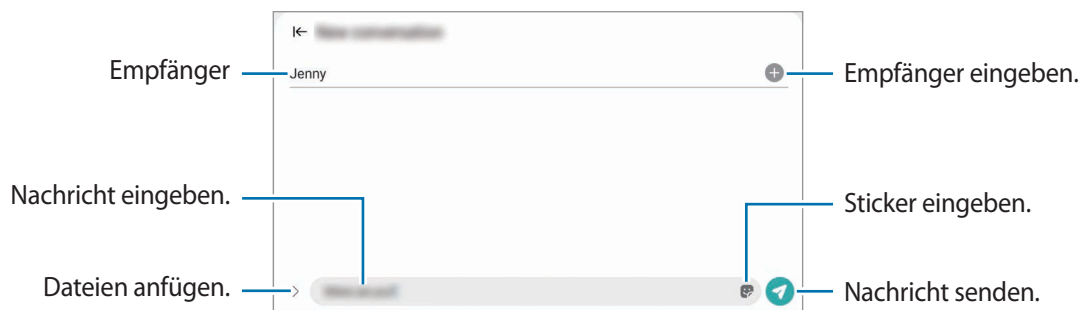 Empfänger
Jenny
Empfänger eingeben.
Nachricht eingeben.
Sticker eingeben.
Dateien anfügen.
Nachricht senden.